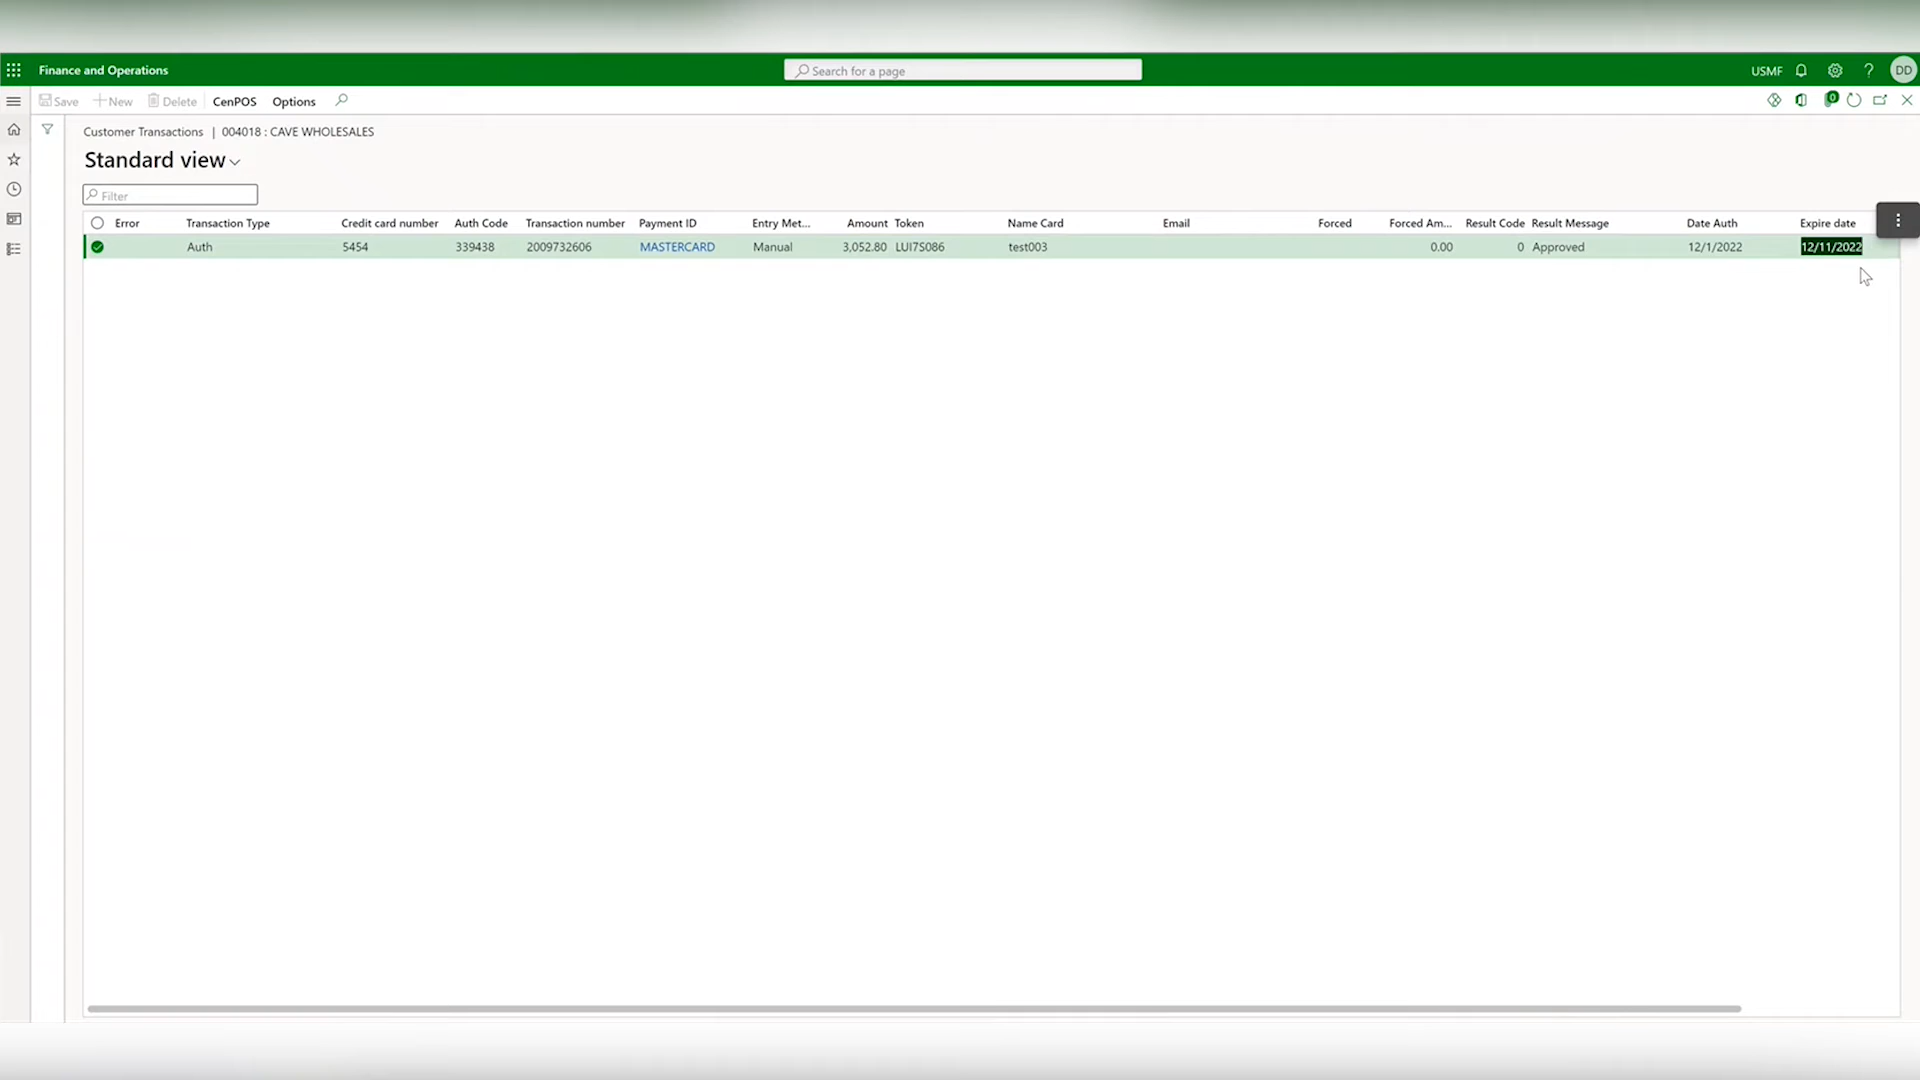 Finance and Operations
Search for a page
USMF
?
DD
Save
New
Delete
CenPOS
Options
0
Customer Transactions | 004018 : CAVE WHOLESALES
Standard view
Filter
Error Transaction Type Credit card number Auth Code Transaction number Payment ID Entry Met... Amount Token Name Card Email Forced Forced Am... Result Code Result Message Date Auth Expire date
Auth 5454 339438 2009732606 MASTERCARD Manual 3,052.80 LUI7S086 test003 0.00 0 Approved 12/1/2022 12/11/2022